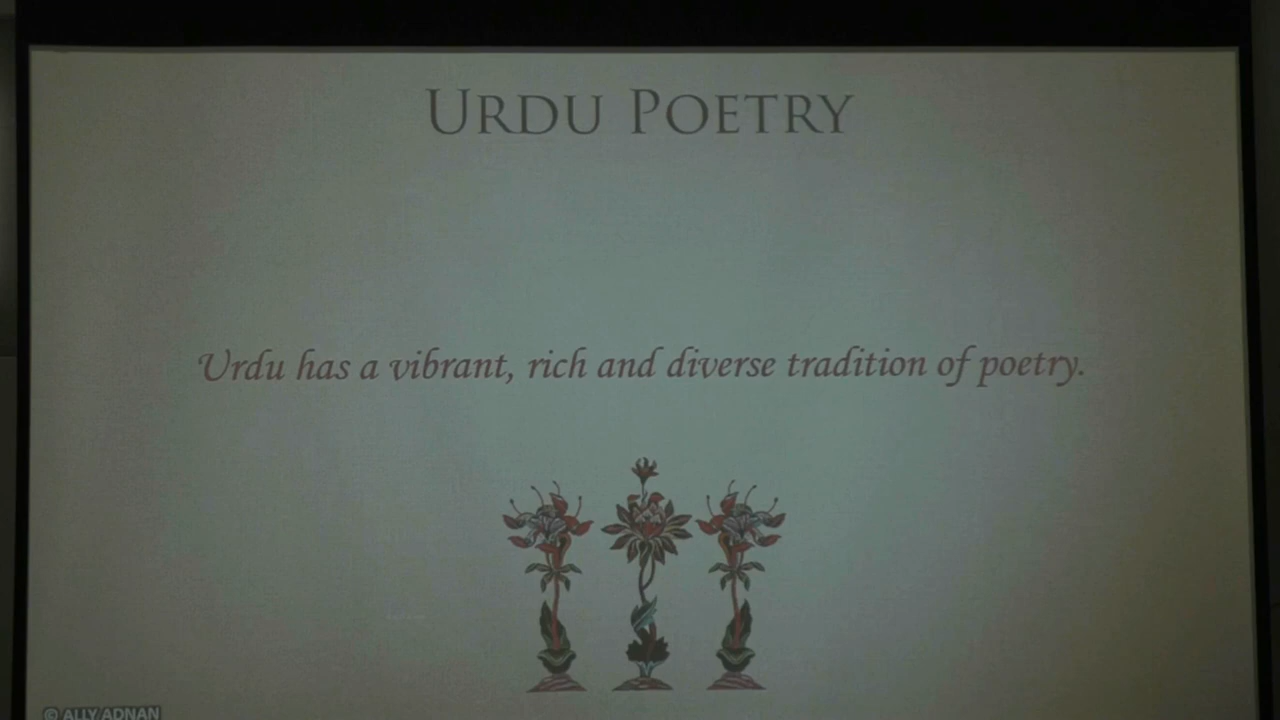 URDU POETRY
Urdu has a vibrant, rich and diverse tradition of poetry.
© ALLY ADNAN